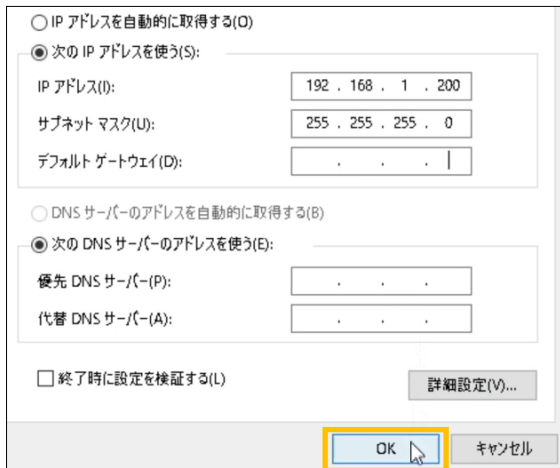 IP アドレスを自動的に取得する(O)
次の IP アドレスを使う(S):
IP アドレス(I): 192 . 168 . 1 . 200
サブネット マスク(U): 255 . 255 . 255 . 0
デフォルト ゲートウェイ(D): . . .
DNS サーバーのアドレスを自動的に取得する(B)
次の DNS サーバーのアドレスを使う(E):
優先 DNS サーバー(P): . . .
代替 DNS サーバー(A): . . .
終了時に設定を検証する(L) 詳細設定(V)...
OK キャンセル